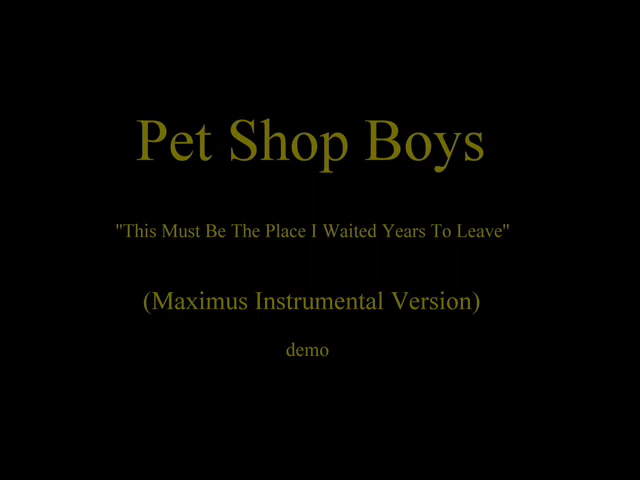 Pet Shop Boys
"This Must Be The Place I Waited Years To Leave"
(Maximus Instrumental Version)
demo